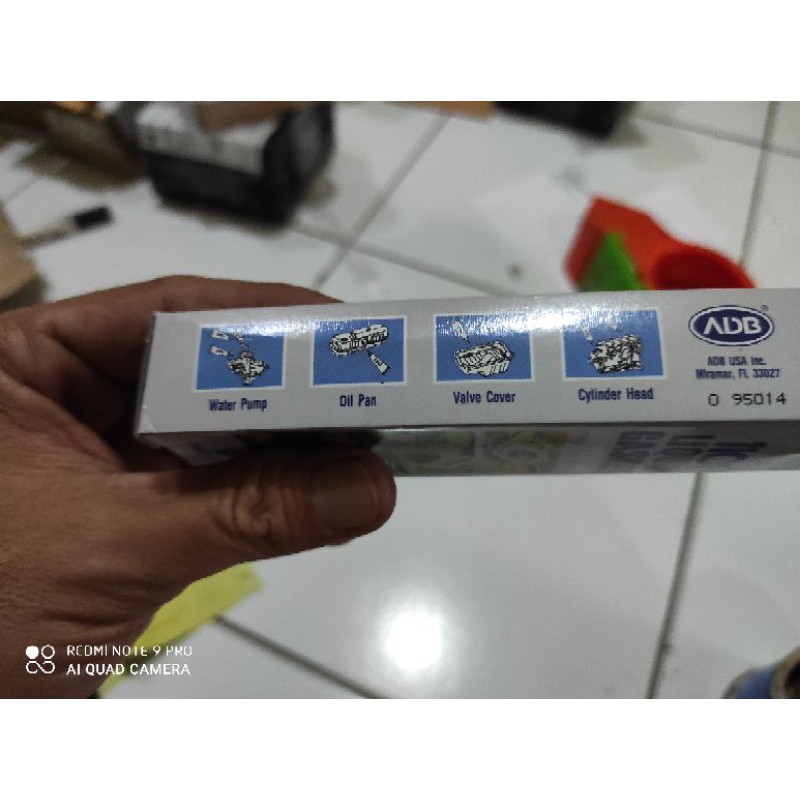 Water Pump
Oil Pan
Valve Cover
Cylinder Head
ADB®
ADB USA Inc.
Miramar, Fl. 33027
O 95014
REDMI NOTE 9 PRO
AI QUAD CAMERA